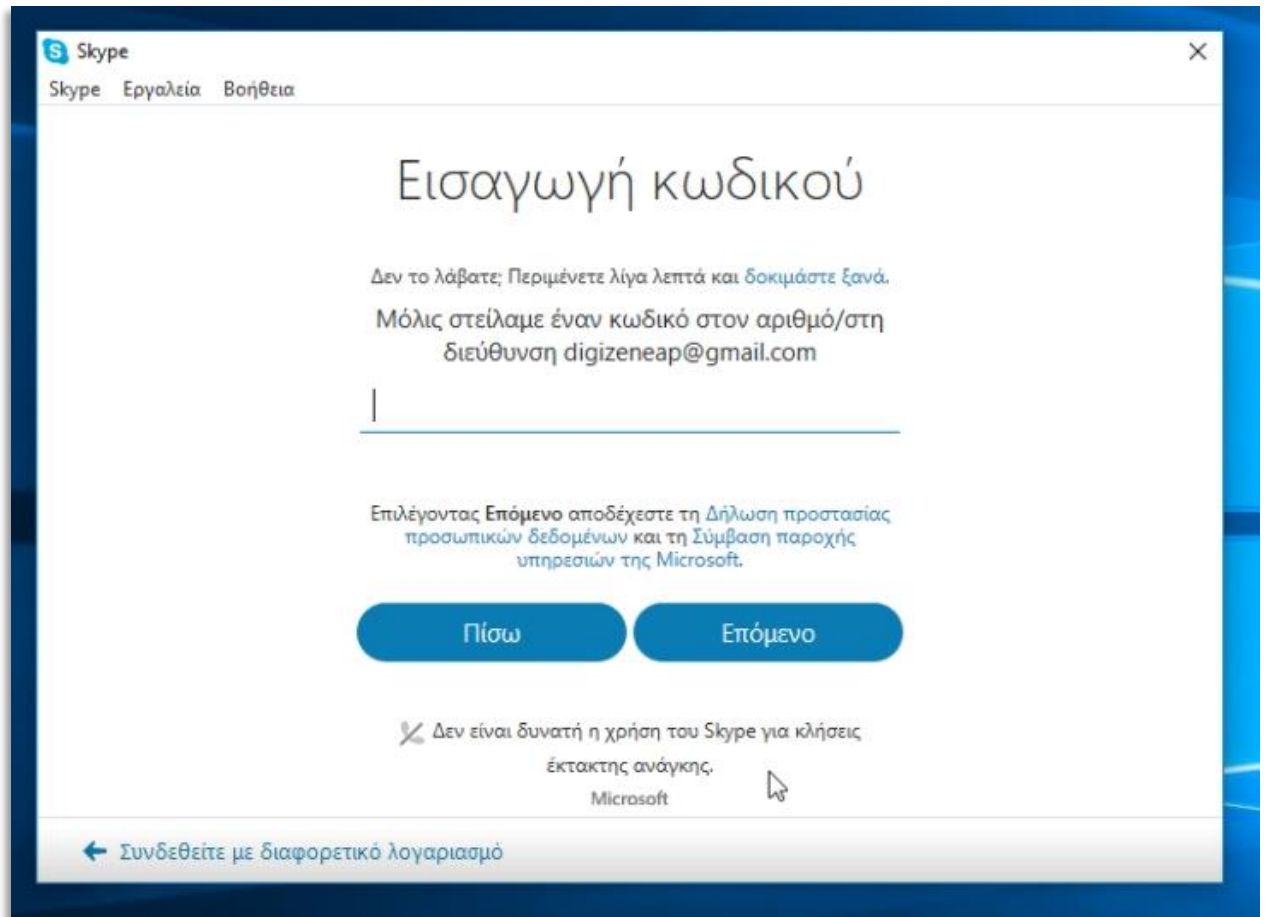 Skype
Skype Εργαλεία Βοήθεια
Εισαγωγή κωδικού
Δεν το λάβατε; Περιμένετε λίγα λεπτά και δοκιμάστε ξανά.
Μόλις στείλαμε έναν κωδικό στον αριθμό/στη
διεύθυνση digizeneap@gmail.com
Επιλέγοντας Επόμενο αποδέχεστε τη Δήλωση προστασίας
προσωπικών δεδομένων και τη Σύμβαση παροχής
υπηρεσιών της Microsoft.
Πίσω Επόμενο
Δεν είναι δυνατή η χρήση του Skype για κλήσεις
έκτακτης ανάγκης.
Microsoft
Συνδεθείτε με διαφορετικό λογαριασμό